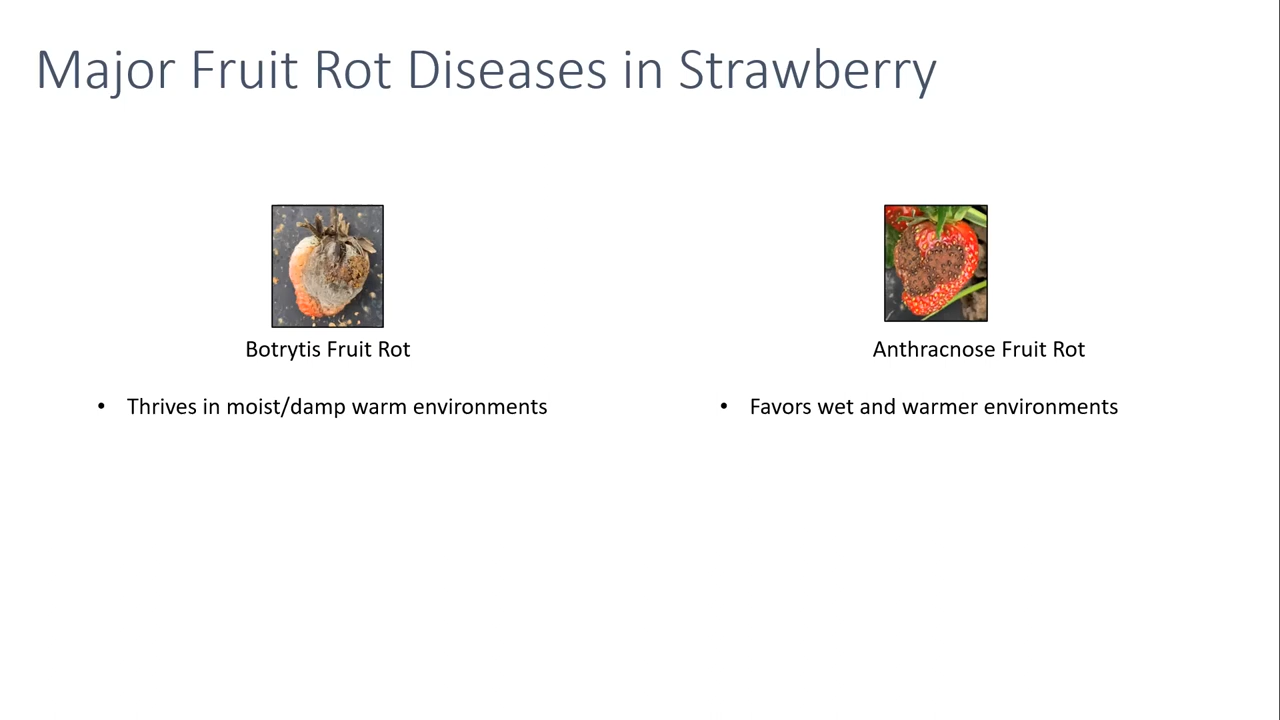 Major Fruit Rot Diseases in Strawberry
Botrytis Fruit Rot
• Thrives in moist/damp warm environments
Anthracnose Fruit Rot
• Favors wet and warmer environments